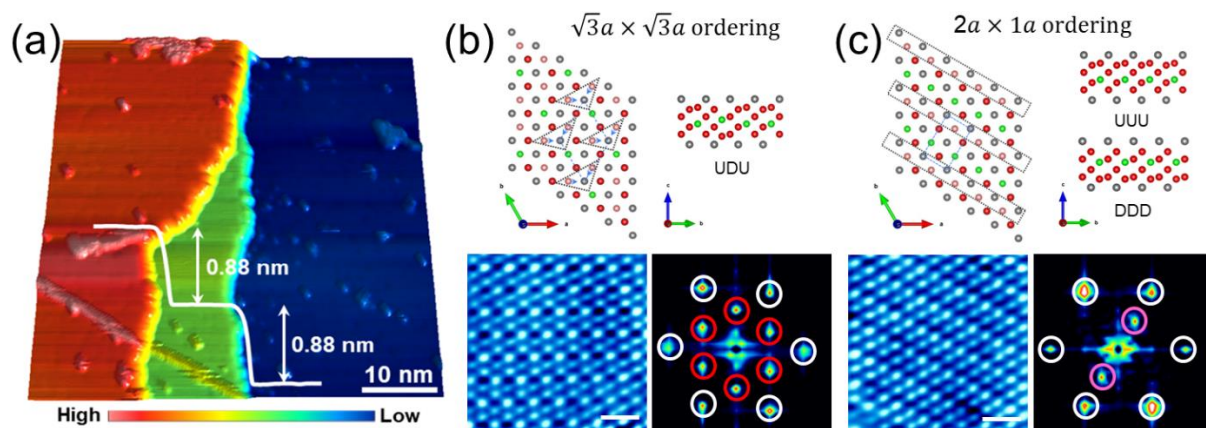 (a)
0.88 nm
0.88 nm
10 nm
High
Low
(b)
√3a × √3a ordering
UDU
b
a
c
b
(c)
2a × 1a ordering
UUU
DDD
b
a
c
b